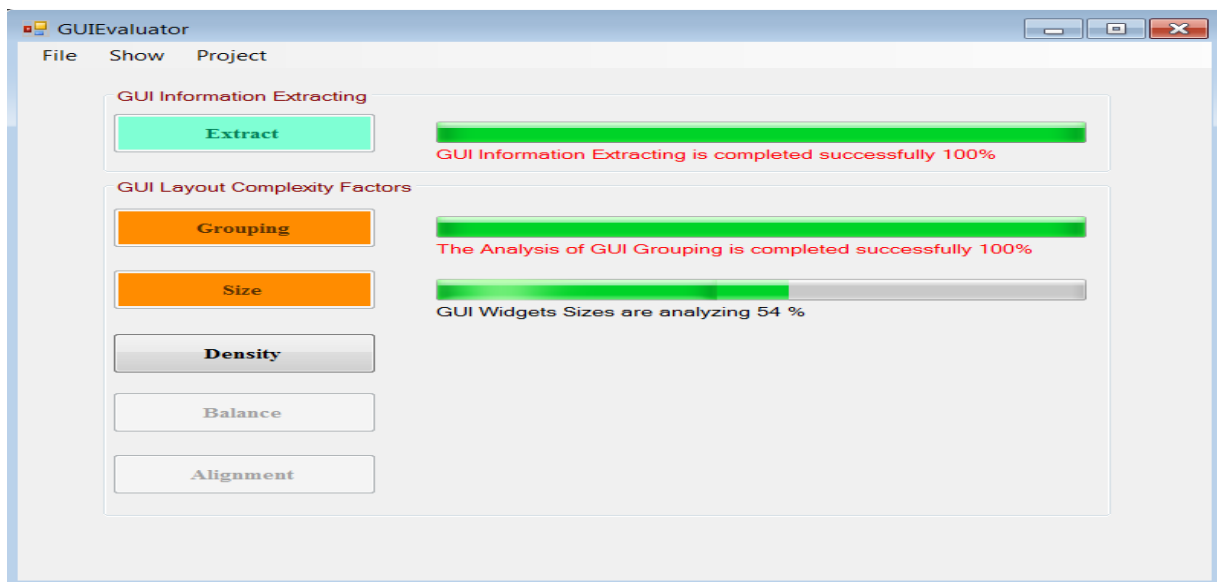 GUIEvaluator
File Show Project
GUI Information Extracting
Extract
GUI Information Extracting is completed successfully 100%
GUI Layout Complexity Factors
Grouping
The Analysis of GUI Grouping is completed successfully 100%
Size
GUI Widgets Sizes are analyzing 54 %
Density
Balance
Alignment